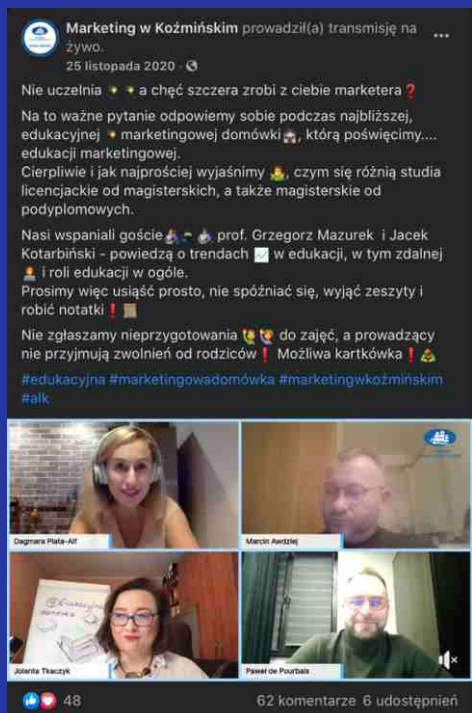 Marketing w Koźmińskim prowadził(a) transmisję na
żywo.
25 listopada 2020
Nie uczelnia a chęć szczera zrobi z ciebie marketera ❓
Na to ważne pytanie odpowiemy sobie podczas najbliższej,
edukacyjnej marketingowej domówki, którą poświęcimy....
edukacji marketingowej.
Cierpliwie i jak najprościej wyjaśnimy, czym się różnią studia
licencjackie od magisterskich, a także magisterskie od
podyplomowych.
Nasi wspaniali goście prof. Grzegorz Mazurek i Jacek
Kotarbiński - powiedzą o trendach w edukacji, w tym zdalnej
i roli edukacji w ogóle.
Prosimy więc usiąść prosto, nie spóźniać się, wyjąć zeszyty i
robić notatki❗
Nie zgłaszamy nieprzygotowania do zajęć, a prowadzący
nie przyjmują zwolnień od rodziców❗ Możliwa kartkówka❗
#edukacyjna #marketingowadomówka #marketingwkoźmińskim
#alk
Dagmara Plata-Alf
Marcin Awdziej
Jolanta Tkaczyk
Paweł de Pourbaix
48
62 komentarze 6 udostępnień